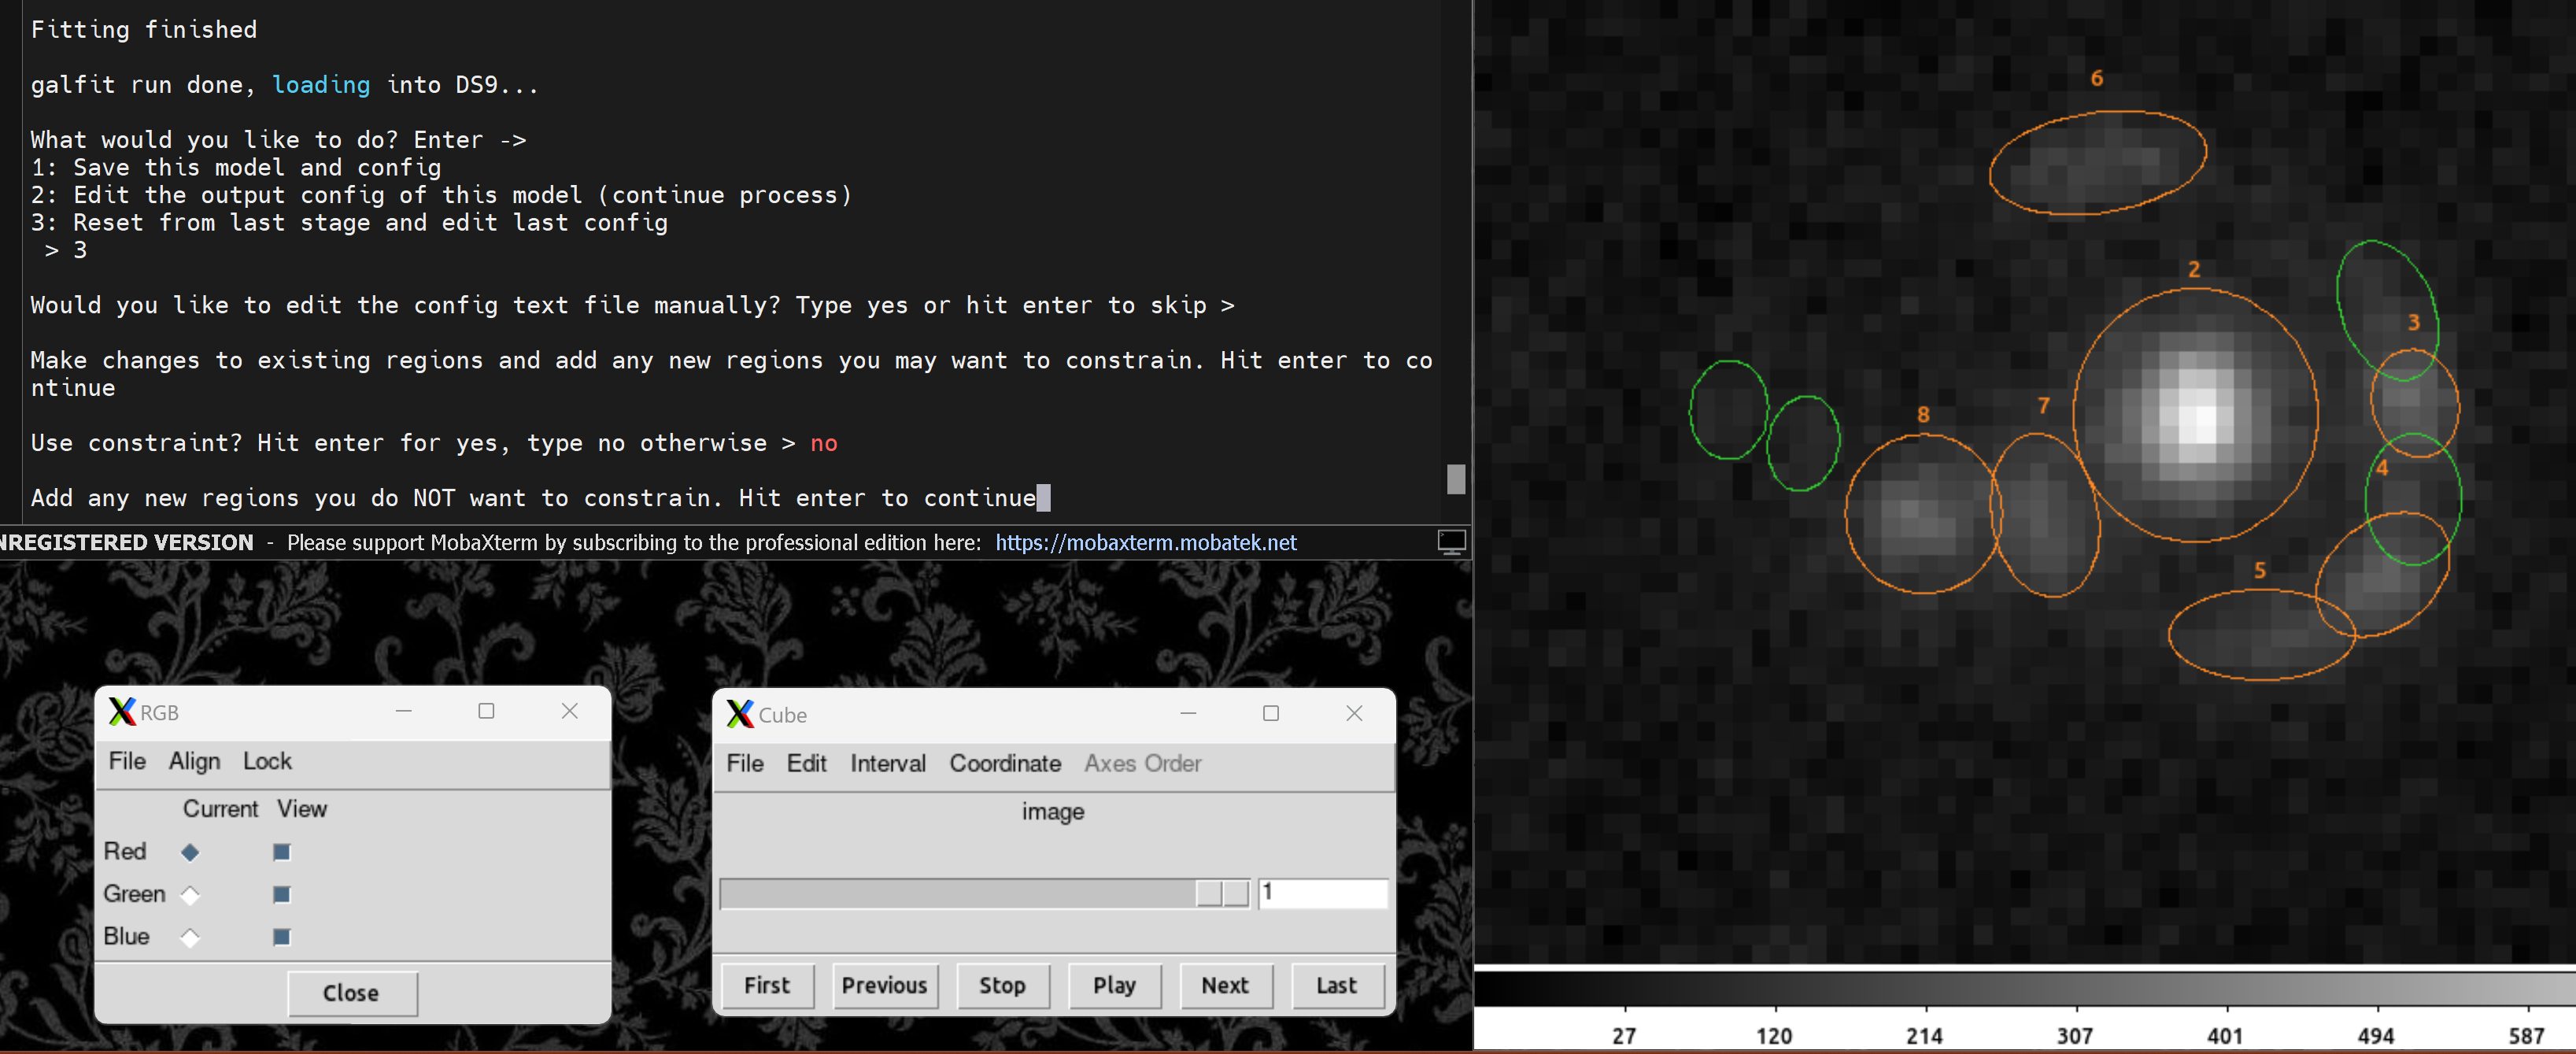 Fitting finished
galfit run done, loading into DS9...
What would you like to do? Enter ->
1: Save this model and config
2: Edit the output config of this model (continue process)
3: Reset from last stage and edit last config
> 3
Would you like to edit the config text file manually? Type yes or hit enter to skip >
Make changes to existing regions and add any new regions you may want to constrain. Hit enter to co
ntinue
Use constraint? Hit enter for yes, type no otherwise > no
Add any new regions you do NOT want to constrain. Hit enter to continue
NREGISTERED VERSION - Please support MobaXterm by subscribing to the professional edition here: https://mobaxterm.mobatek.net
RGB
File Align Lock
Current View
Red
Green
Blue
Close
Cube
File Edit Interval Coordinate Axes Order
image
1
First Previous Stop Play Next Last
6
2
3
7
8
4
5
27 120 214 307 401 494 587